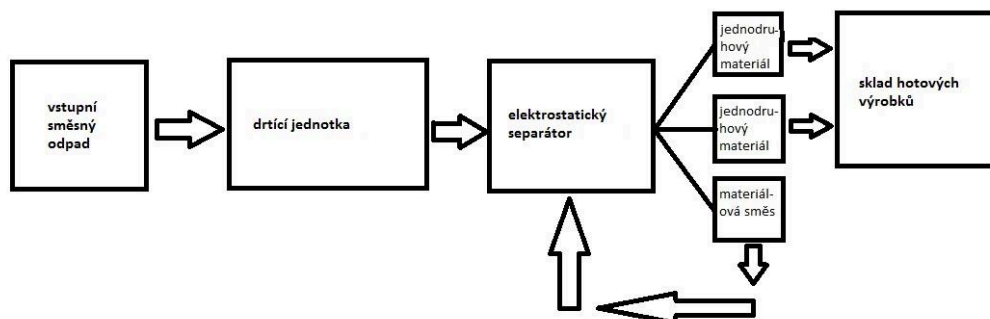 vstupní
směsný
odpad
drtící jednotka
elektrostatický
separátor
jednodru-
hový
materiál
jednodru-
hový
materiál
materiál-
ová směs
sklad hotových
výrobků